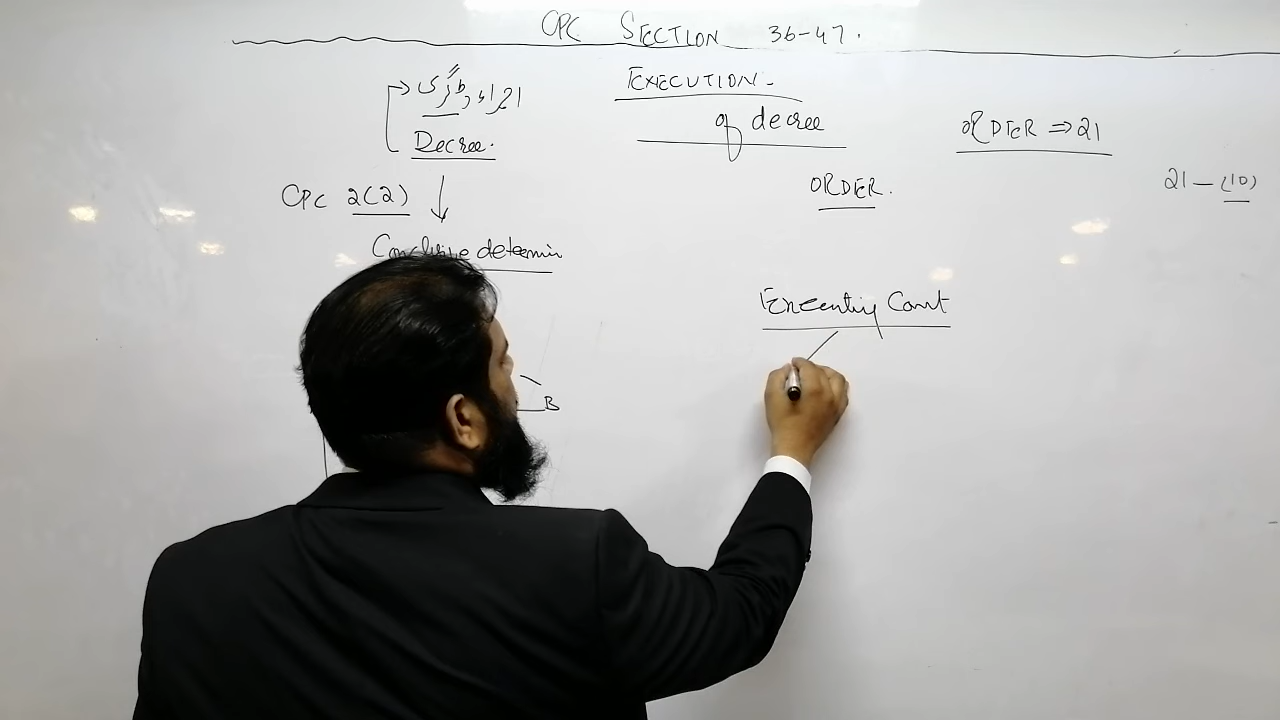 CPC SECTION 36-47.
اجراء ڈگری
Decree.
EXECUTION.
of decree
ORDER ⇒ 21
CPC 2(2)
ORDER.
21 - (10)
Conclusive determin
Executing Court
B